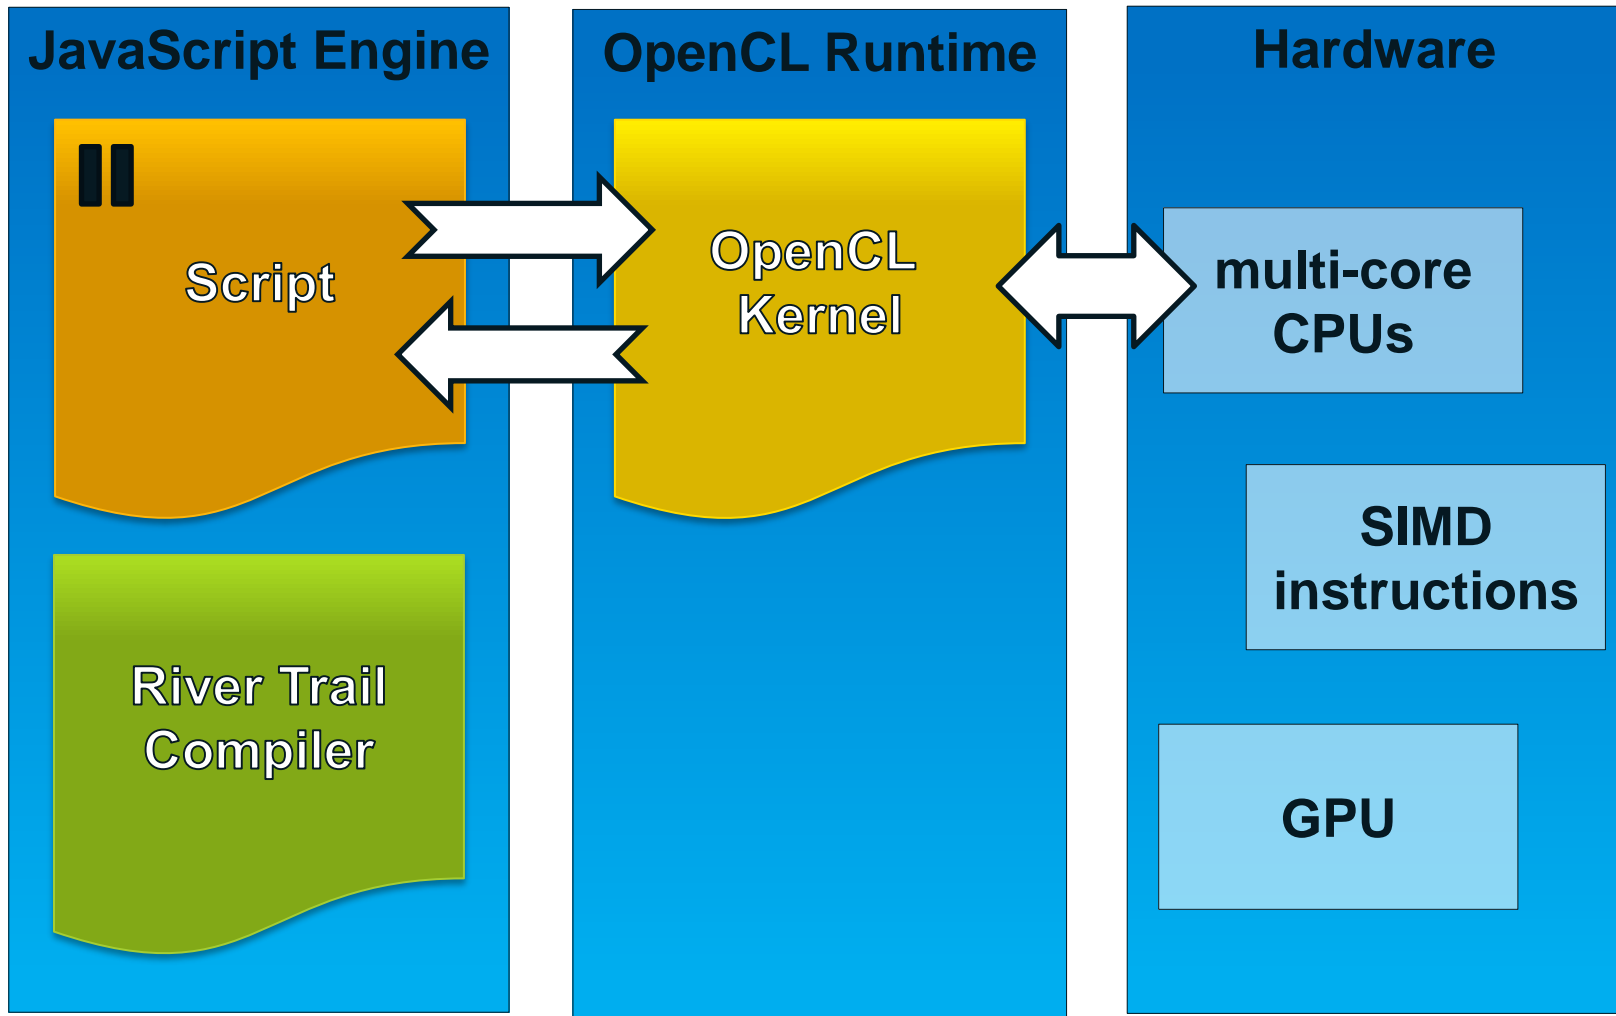 JavaScript Engine
Script
River Trail
Compiler
OpenCL Runtime
OpenCL
Kernel
Hardware
multi-core
CPUs
SIMD
instructions
GPU